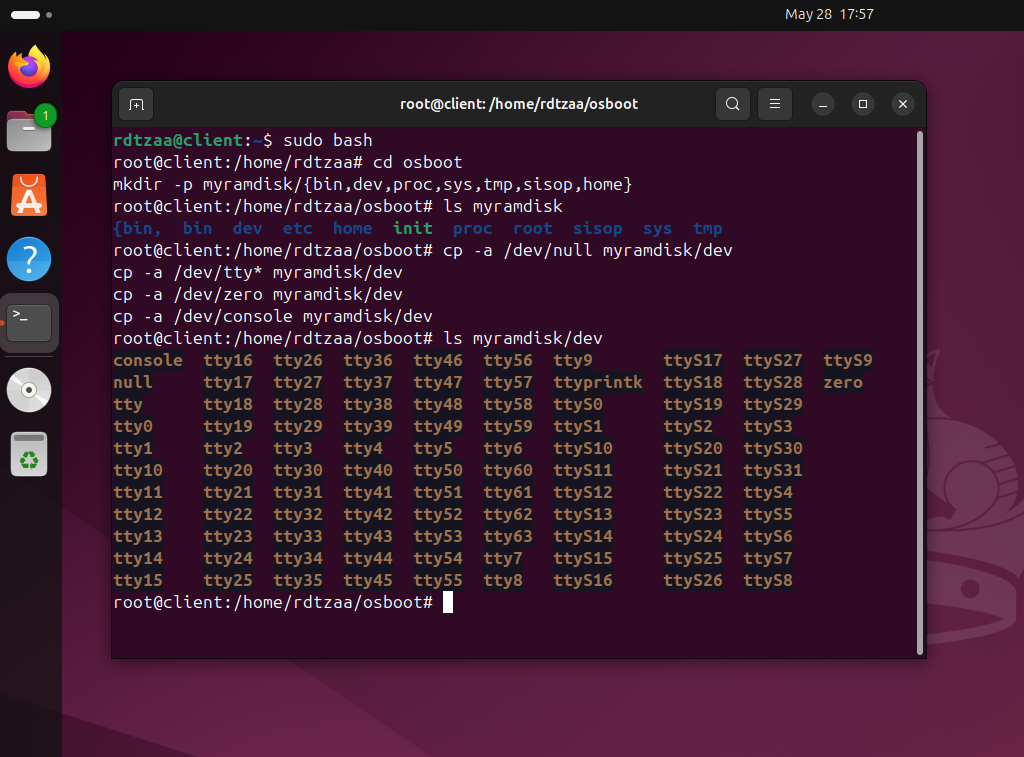 May 28 17:57
1
root@client: /home/rdtzaa/osboot
rdtzaa@client:~$ sudo bash
root@client:/home/rdtzaa# cd osboot
mkdir -p myramdisk/{bin,dev,proc,sys,tmp,sisop,home}
root@client:/home/rdtzaa/osboot# ls myramdisk
{bin, bin dev etc home init proc root sisop sys tmp
root@client:/home/rdtzaa/osboot# cp -a /dev/null myramdisk/dev
cp -a /dev/tty* myramdisk/dev
cp -a /dev/zero myramdisk/dev
cp -a /dev/console myramdisk/dev
root@client:/home/rdtzaa/osboot# ls myramdisk/dev
console tty16 tty26 tty36 tty46 tty56 tty9 ttyS17 ttyS27 ttyS9
null tty17 tty27 tty37 tty47 tty57 ttyprintk ttyS18 ttyS28 zero
tty tty18 tty28 tty38 tty48 tty58 ttyS0 ttyS19 ttyS29
tty0 tty19 tty29 tty39 tty49 tty59 ttyS1 ttyS2 ttyS3
tty1 tty2 tty3 tty4 tty5 tty6 ttyS10 ttyS20 ttyS30
tty10 tty20 tty30 tty40 tty50 tty60 ttyS11 ttyS21 ttyS31
tty11 tty21 tty31 tty41 tty51 tty61 ttyS12 ttyS22 ttyS4
tty12 tty22 tty32 tty42 tty52 tty62 ttyS13 ttyS23 ttyS5
tty13 tty23 tty33 tty43 tty53 tty63 ttyS14 ttyS24 ttyS6
tty14 tty24 tty34 tty44 tty54 tty7 ttyS15 ttyS25 ttyS7
tty15 tty25 tty35 tty45 tty55 tty8 ttyS16 ttyS26 ttyS8
root@client:/home/rdtzaa/osboot#